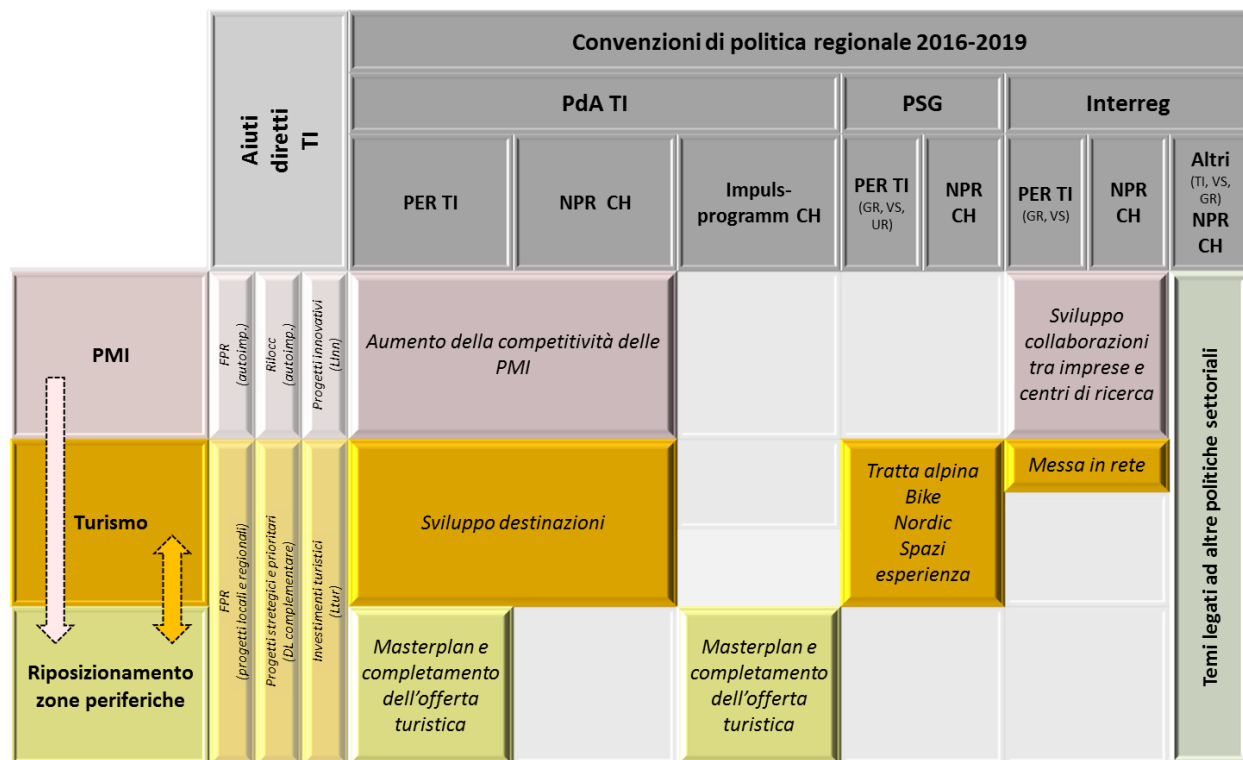 Convenzioni di politica regionale 2016-2019
Aiuti
diretti
TI
PdA TI
PSG
Interreg
PER TI
NPR CH
Impuls-
programm CH
PER TI
(GR, VS,
UR)
NPR
CH
PER TI
(GR, VS)
NPR
CH
Altri
(TI, VS,
GR)
NPR
CH
PMI
FPR
(autoimp.)
Rilocc
(autoimp.)
Progetti innovativi
(LInn)
Aumento della competitività delle
PMI
Sviluppo
collaborazioni
tra imprese e
centri di ricerca
Temi legati ad altre politiche settoriali
Turismo
FPR
(progetti locali e regionali)
Progetti stretegici e prioritari
(DL complementare)
Investimenti turistici
(Ltur)
Sviluppo destinazioni
Tratta alpina
Bike
Nordic
Spazi
esperienza
Messa in rete
Riposizionamento
zone periferiche
Masterplan e
completamento
dell’offerta
turistica
Masterplan e
completamento
dell’offerta
turistica